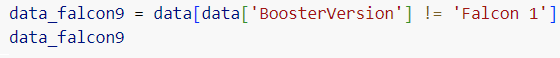 data_falcon9 = data[data['BoosterVersion'] != 'Falcon 1']
data_falcon9